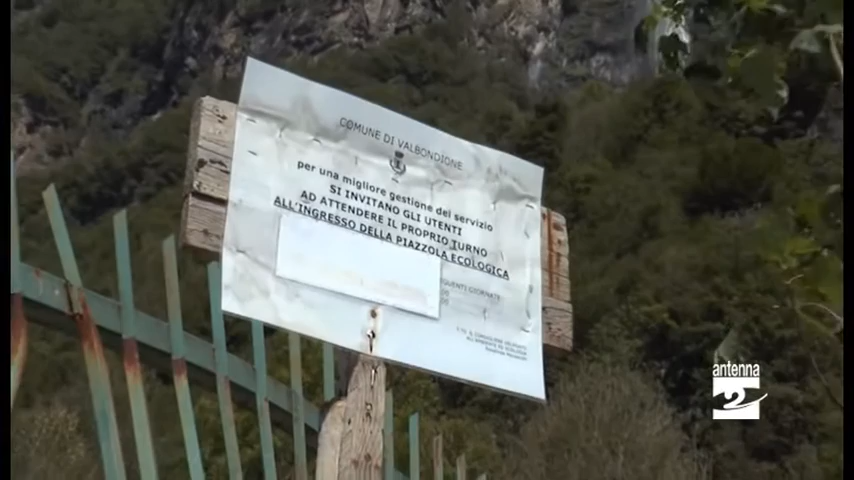 COMUNE DI VALBONDIONE
per una migliore gestione del servizio
SI INVITANO GLI UTENTI
AD ATTENDERE IL PROPRIO TURNO
ALL'INGRESSO DELLA PIAZZOLA ECOLOGICA
GIORNATE
antenna
2